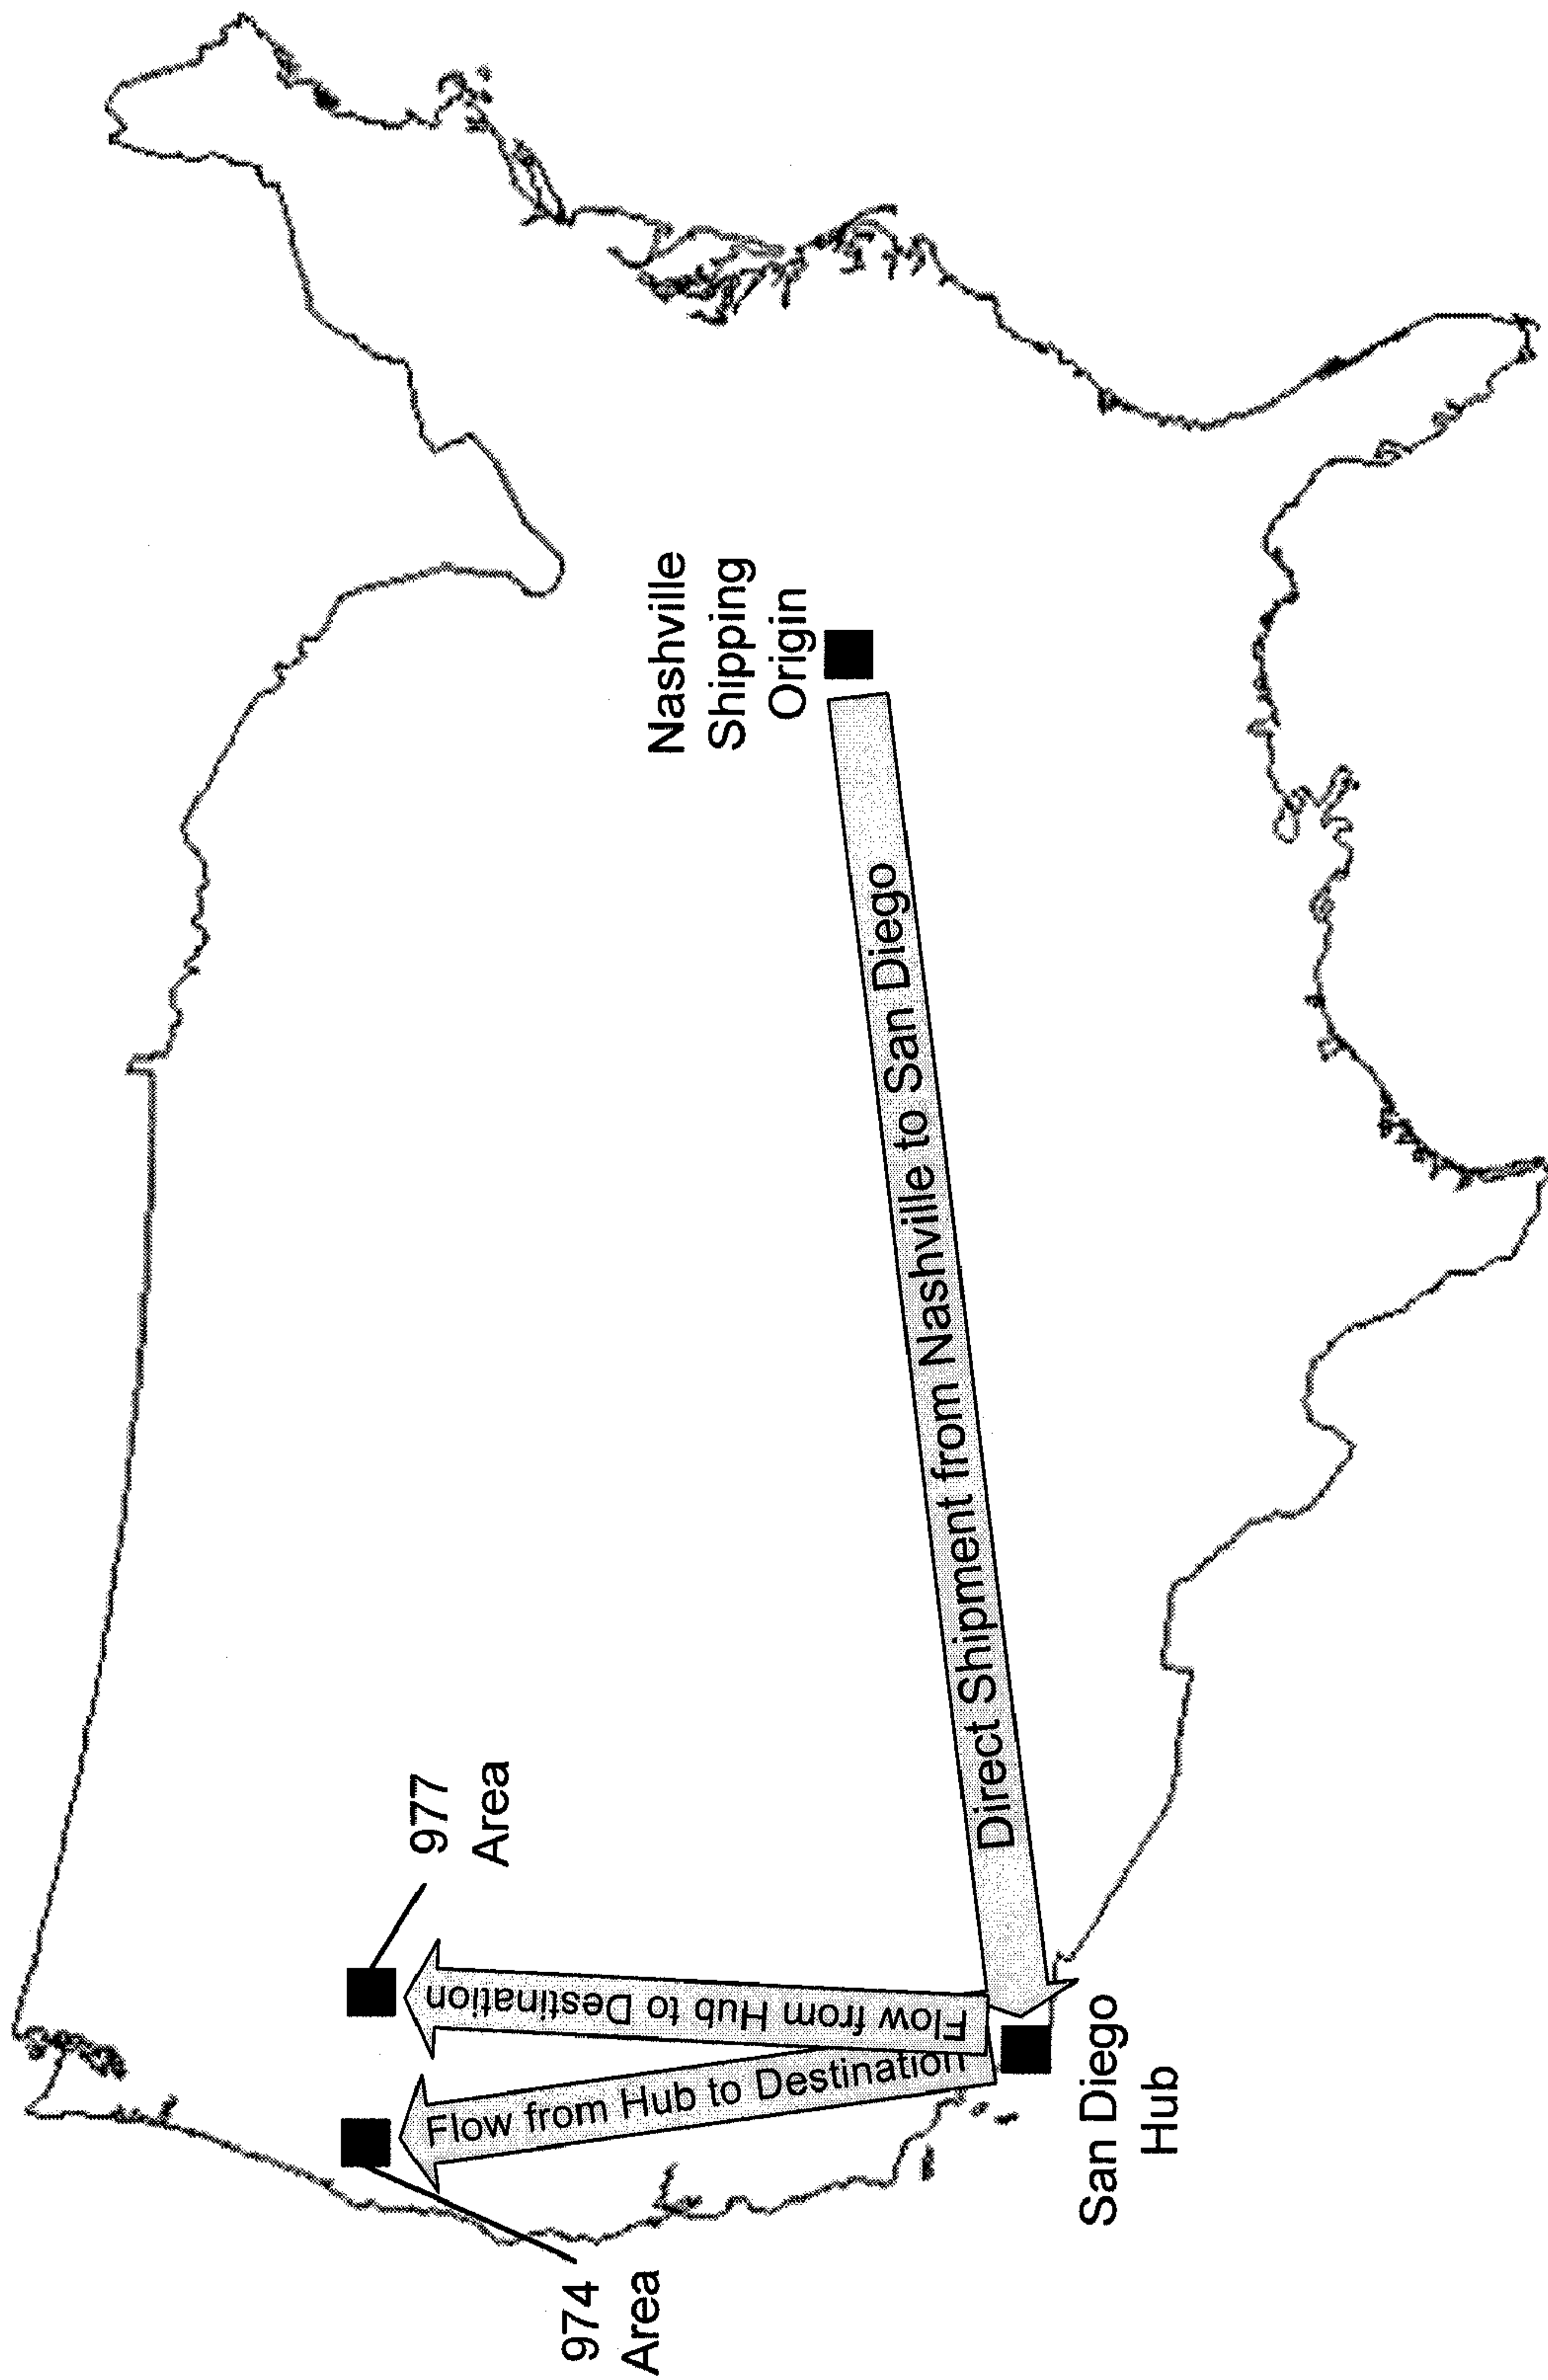 977
Area
974
Area
Nashville
Shipping
Origin
Flow from Hub to Destination
Flow from Hub to Destination
Direct Shipment from Nashville to San Diego
San Diego
Hub